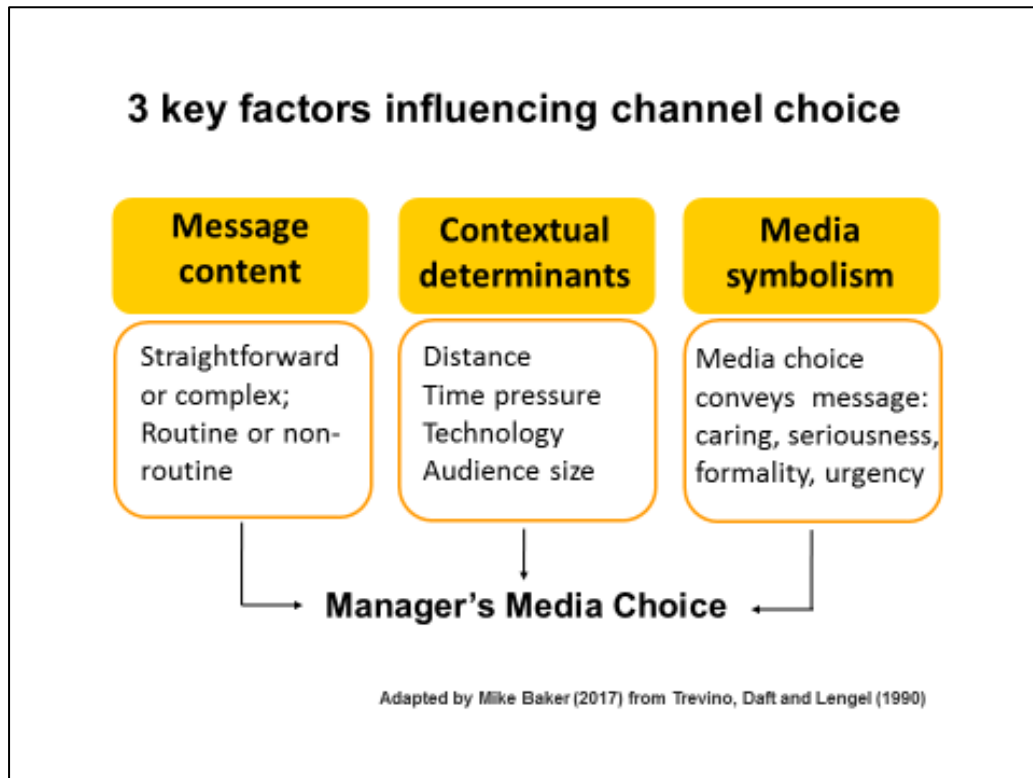 3 key factors influencing channel choice
Message
content
Contextual
determinants
Media
symbolism
Straightforward
or complex;
Routine or non-
routine
Distance
Time pressure
Technology
Audience size
Media choice
conveys message:
caring, seriousness,
formality, urgency
Manager's Media Choice
Adapted by Mike Baker (2017) from Trevino, Daft and Lengel (1990)